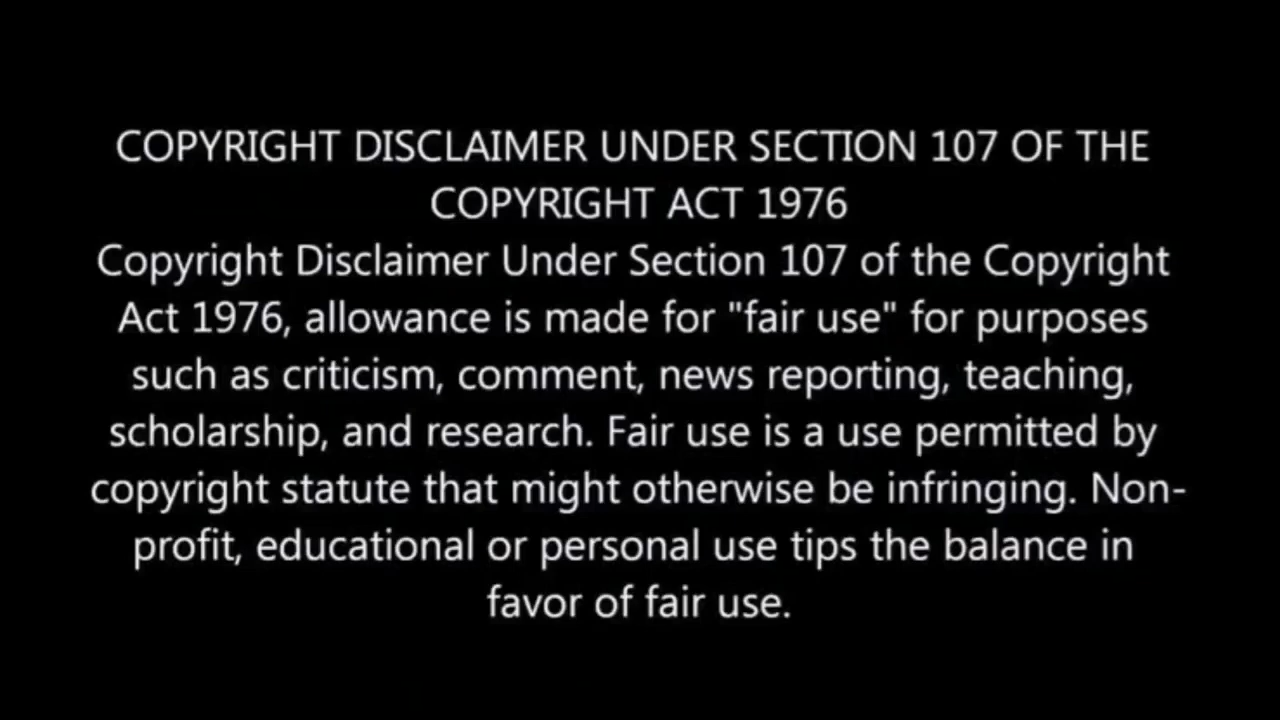 COPYRIGHT DISCLAIMER UNDER SECTION 107 OF THE
COPYRIGHT ACT 1976
Copyright Disclaimer Under Section 107 of the Copyright
Act 1976, allowance is made for "fair use" for purposes
such as criticism, comment, news reporting, teaching,
scholarship, and research. Fair use is a use permitted by
copyright statute that might otherwise be infringing. Non-
profit, educational or personal use tips the balance in
favor of fair use.